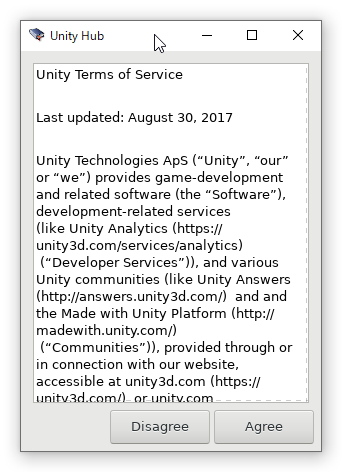 Unity Hub
Unity Terms of Service
Last updated: August 30, 2017
Unity Technologies ApS (“Unity”, “our”
or “we”) provides game-development
and related software (the “Software”),
development-related services
(like Unity Analytics (https://
unity3d.com/services/analytics)
(“Developer Services”)), and various
Unity communities (like Unity Answers
(http://answers.unity3d.com/)  and and
the Made with Unity Platform (http://
madewith.unity.com/)
(“Communities”)), provided through or
in connection with our website,
accessible at unity3d.com (https://
unity3d.com/) or unity.com
Disagree
Agree